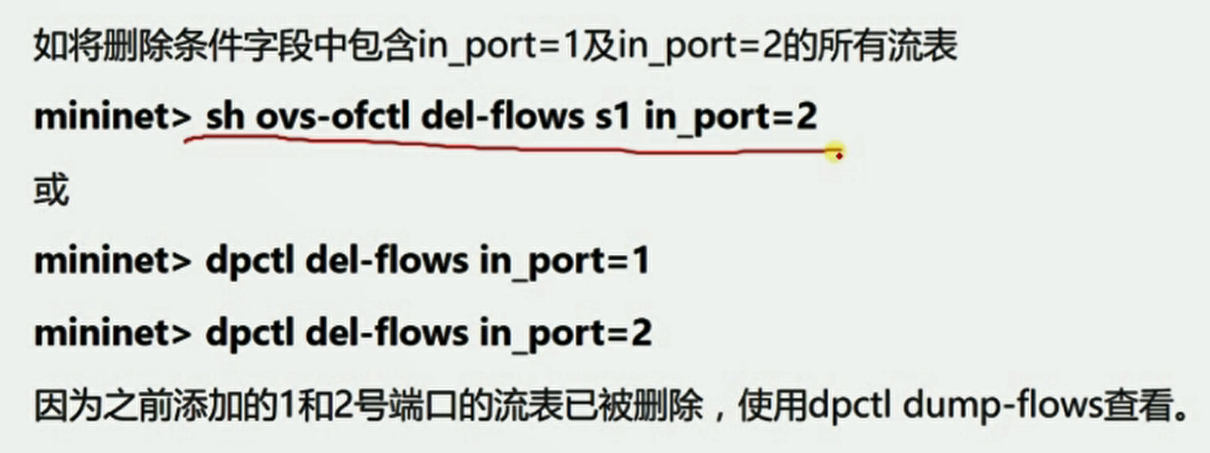 如将删除条件字段中包含in_port=1及in_port=2的所有流表
mininet> sh ovs-ofctl del-flows s1 in_port=2
或
mininet> dpctl del-flows in_port=1
mininet> dpctl del-flows in_port=2
因为之前添加的1和2号端口的流表已被删除，使用dpctl dump-flows查看。